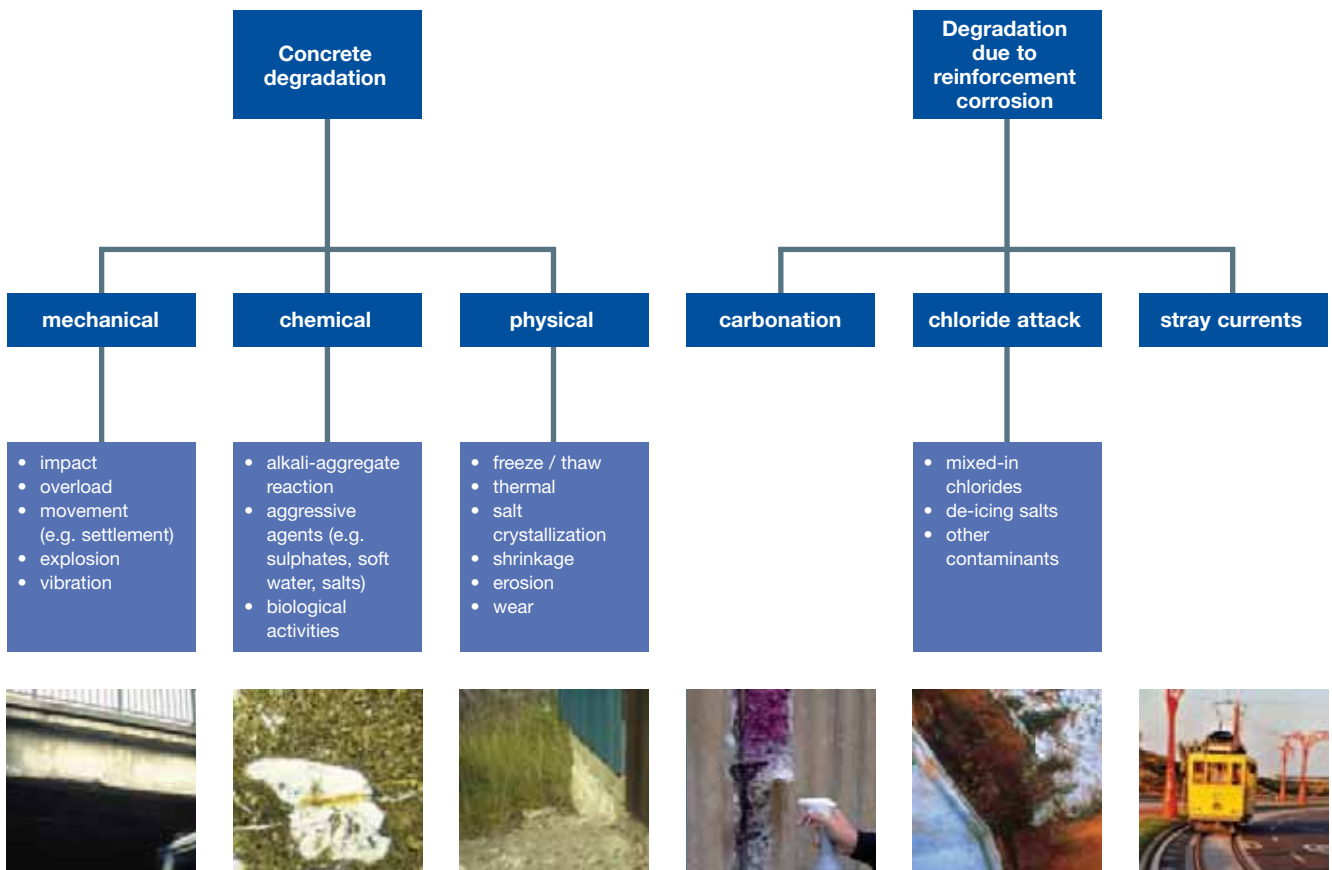 Concrete
degradation
Degradation
due to
reinforcement
corrosion
mechanical
chemical
physical
carbonation
chloride attack
stray currents
• impact
• overload
• movement
(e.g. settlement)
• explosion
• vibration
• alkali-aggregate
reaction
• aggressive
agents (e.g.
sulphates, soft
water, salts)
• biological
activities
• freeze / thaw
• thermal
• salt
crystallization
• shrinkage
• erosion
• wear
• mixed-in
chlorides
• de-icing salts
• other
contaminants